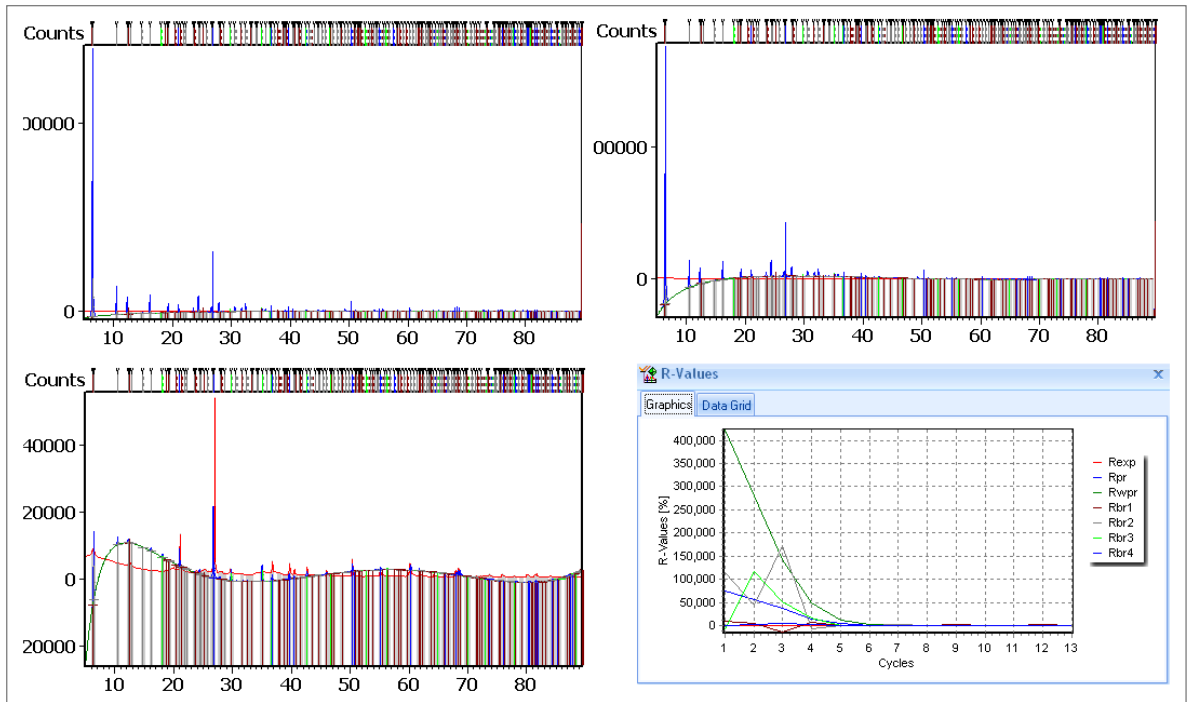 Counts
00000
0
10 20 30 40 50 60 70 80
Counts
00000
0
10 20 30 40 50 60 70 80
Counts
40000
20000
0
20000
10 20 30 40 50 60 70 80
R-Values x
Graphics Data Grid
R-Values [%]
400,000
350,000
300,000
250,000
200,000
150,000
100,000
50,000
0
1 2 3 4 5 6 7 8 9 10 11 12 13
Cycles
Rexp
Rpr
Rwpr
Rbr1
Rbr2
Rbr3
Rbr4